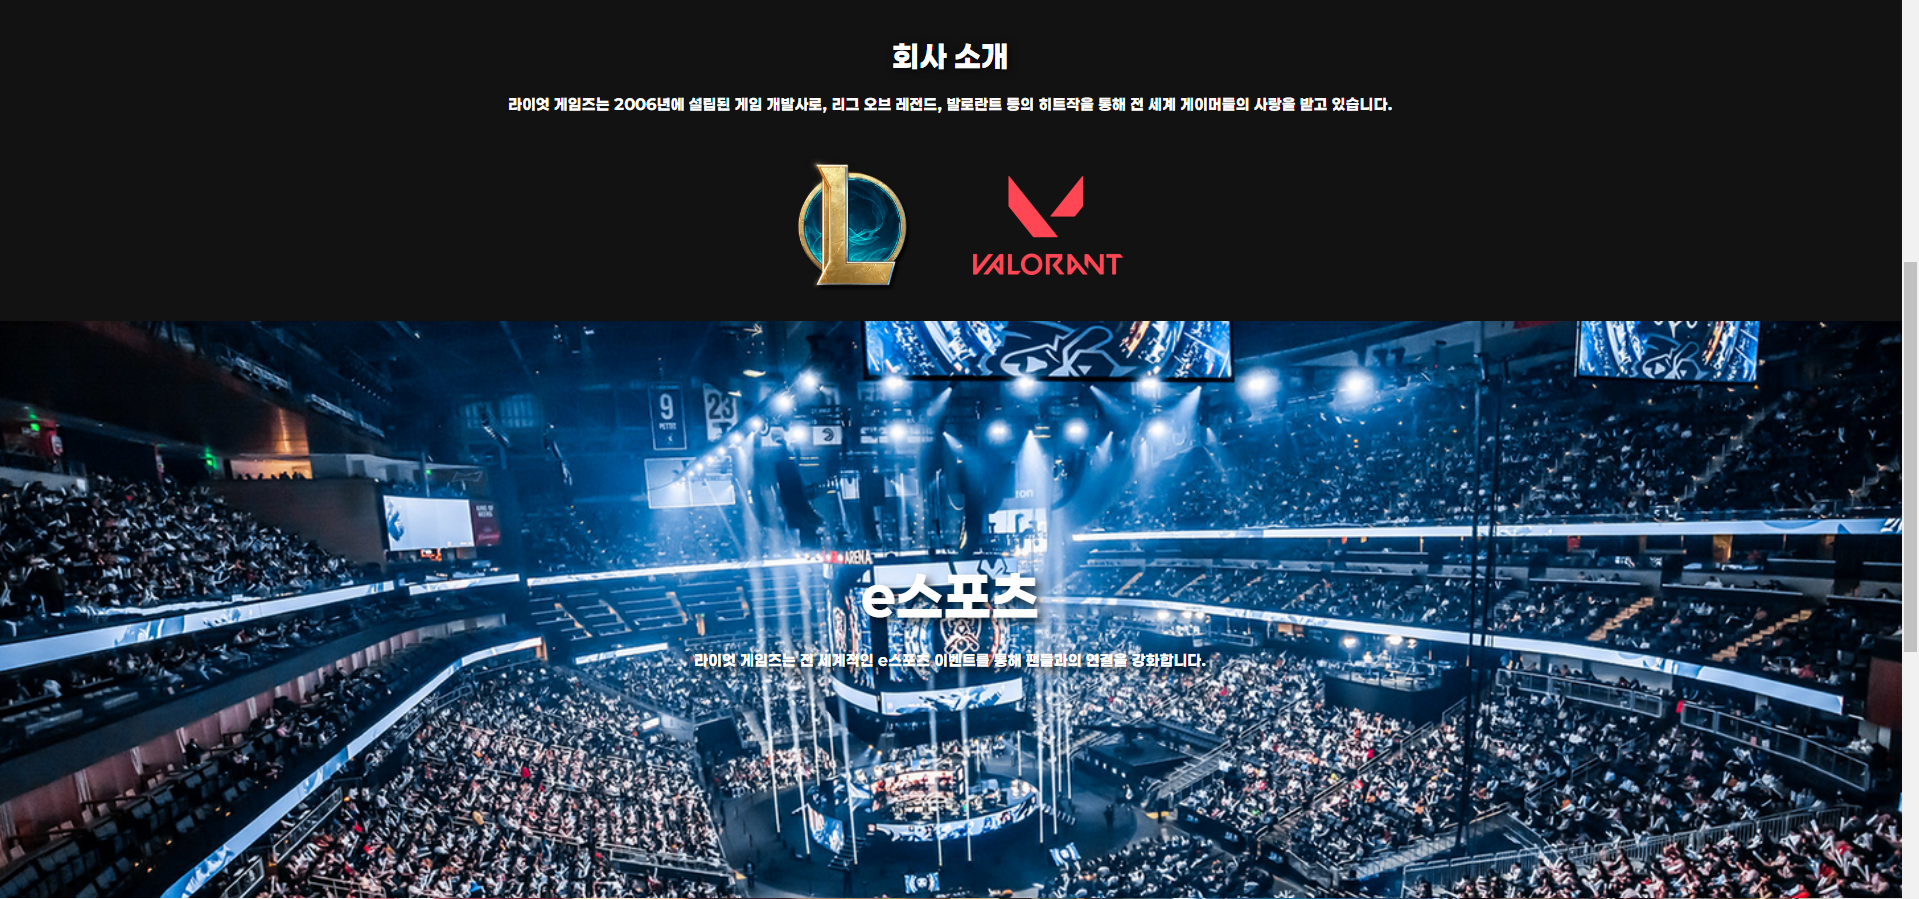 회사 소개
라이엇 게임즈는 2006년에 설립된 게임 개발사로, 리그 오브 레전드, 발로란트 등의 히트작을 통해 전 세계 게이머들의 사랑을 받고 있습니다.
L
VALORANT
9
23
PETTIT
ARENA
e스포츠
라이엇 게임즈는 전 세계적인 e스포츠 이벤트를 통해 팬들과의 연결을 강화합니다.